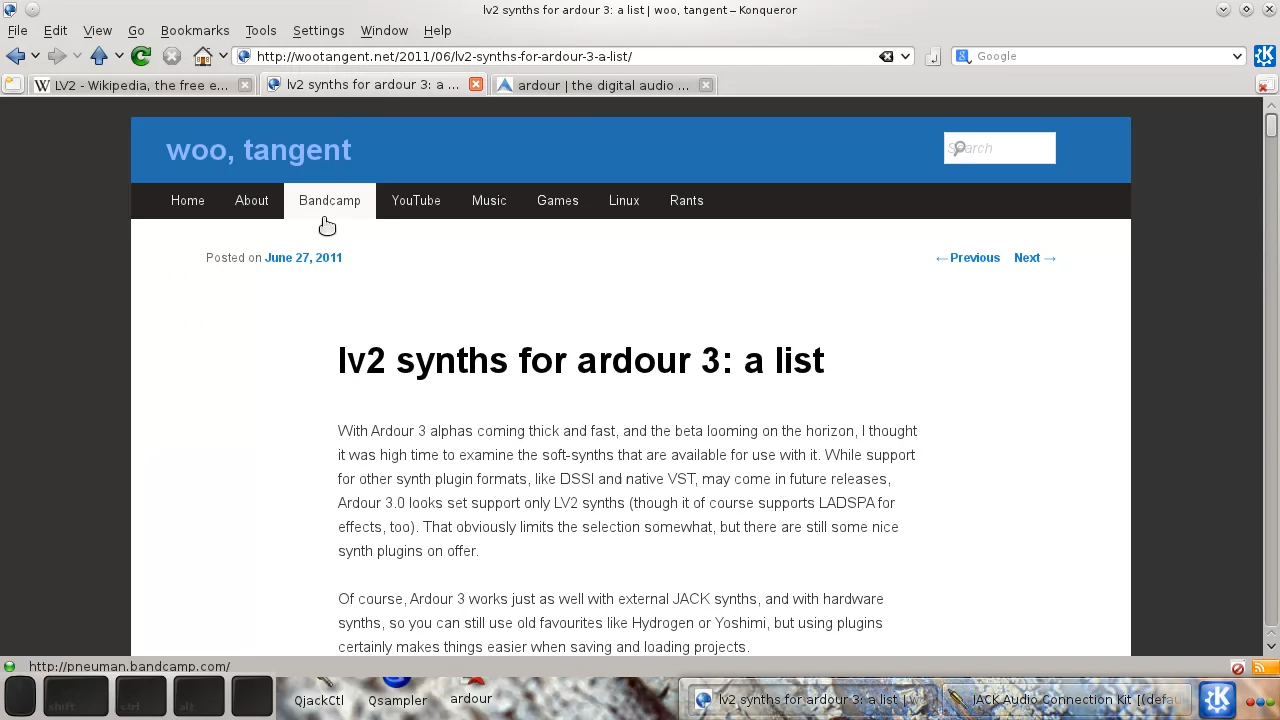 lv2 synths for ardour 3: a list | woo, tangent – Konqueror
File Edit View Go Bookmarks Tools Settings Window Help
http://wootangent.net/2011/06/lv2-synths-for-ardour-3-a-list/ Google
LV2 - Wikipedia, the free e... lv2 synths for ardour 3: a ... ardour | the digital audio ...
woo, tangent
Search
Home About Bandcamp YouTube Music Games Linux Rants
Posted on June 27, 2011 ← Previous Next →
lv2 synths for ardour 3: a list
With Ardour 3 alphas coming thick and fast, and the beta looming on the horizon, I thought
it was high time to examine the soft-synths that are available for use with it. While support
for other synth plugin formats, like DSSI and native VST, may come in future releases,
Ardour 3.0 looks set support only LV2 synths (though it of course supports LADSPA for
effects, too). That obviously limits the selection somewhat, but there are still some nice
synth plugins on offer.
Of course, Ardour 3 works just as well with external JACK synths, and with hardware
synths, so you can still use old favourites like Hydrogen or Yoshimi, but using plugins
certainly makes things easier when saving and loading projects.
http://pneuman.bandcamp.com/
shift ctrl alt QjackCtl Qsampler ardour lv2 synths for ardour 3: a list | JACK Audio Connection Kit [(defau